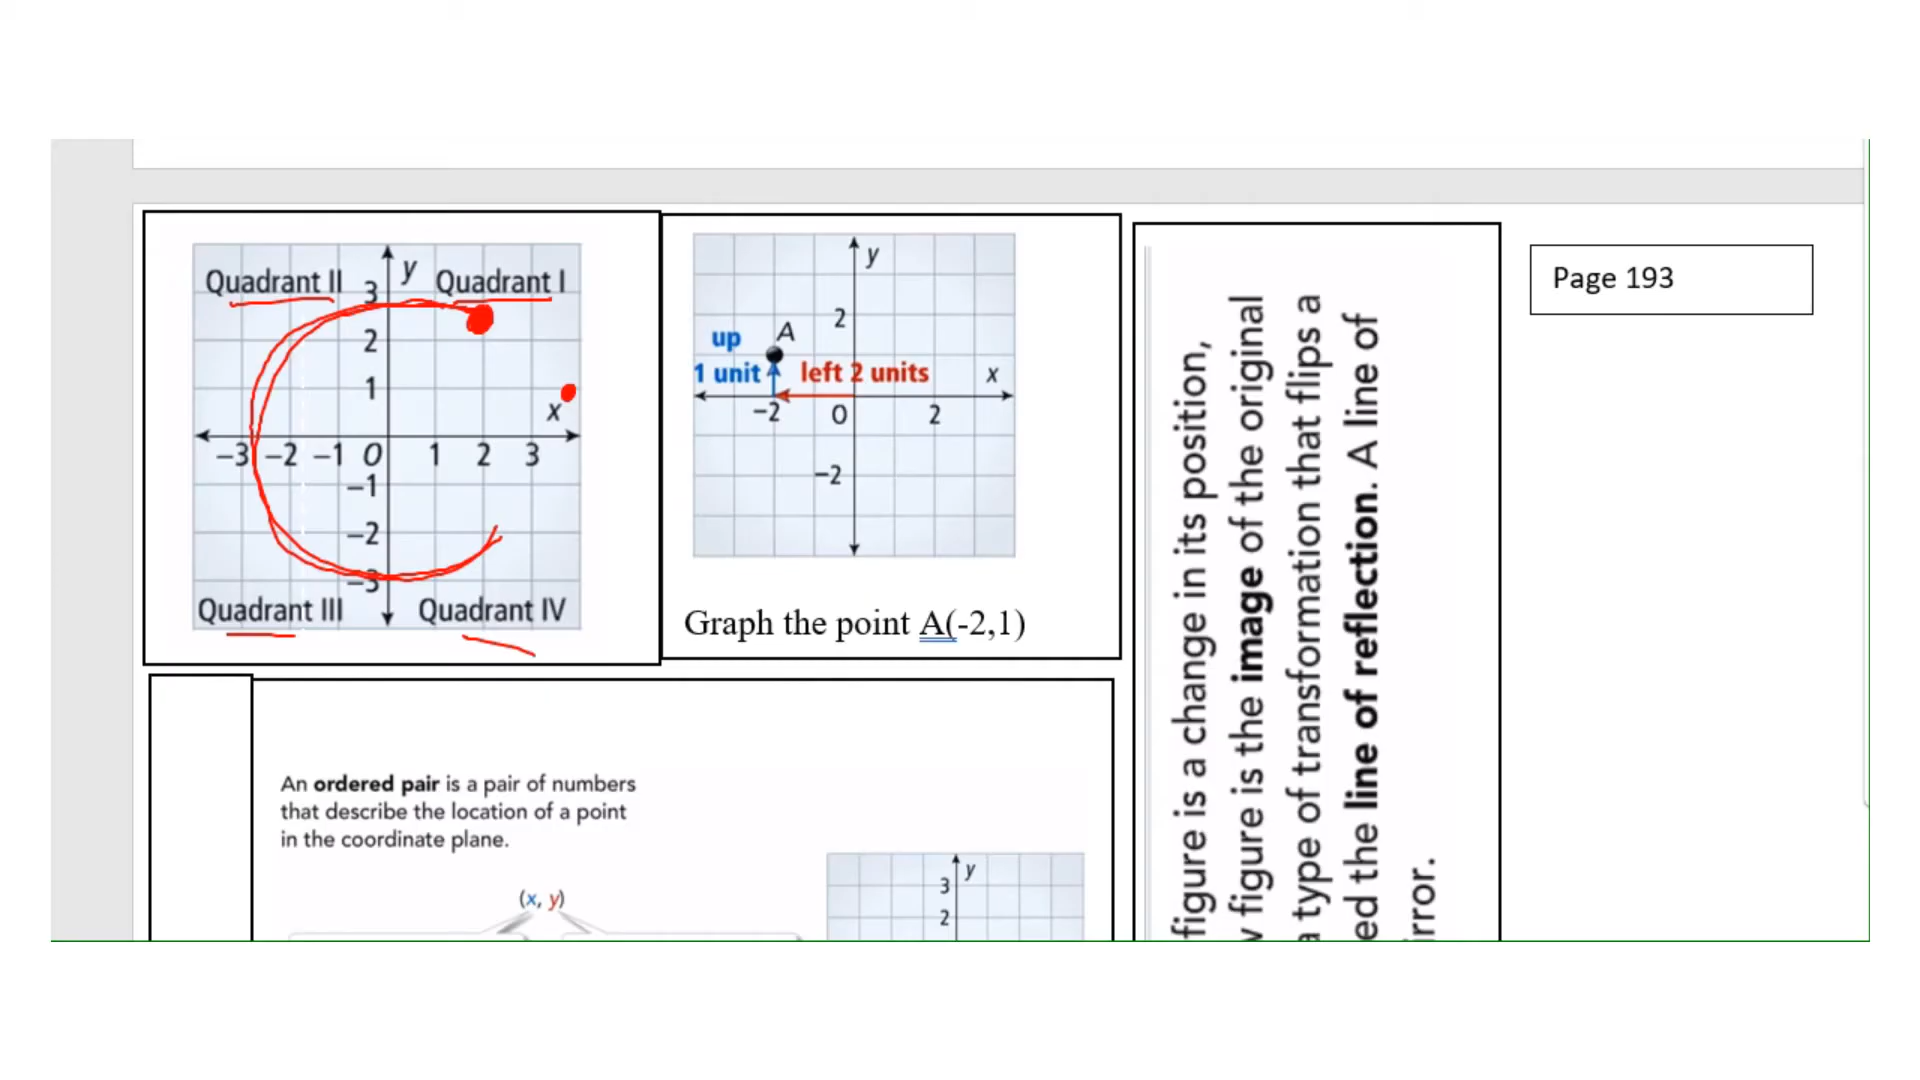 Quadrant II
y
Quadrant I
3
2
1
x
−3 −2 −1 O 1 2 3
−1
−2
−3
Quadrant III
Quadrant IV
y
2
A
up
1 unit
left 2 units
x
−2 O 2
−2
Graph the point A(-2,1)
figure is a change in its position,
figure is the image of the original
type of transformation that flips a
the line of reflection. A line of
Page 193
An ordered pair is a pair of numbers
that describe the location of a point
in the coordinate plane.
(x, y)
y
3
2